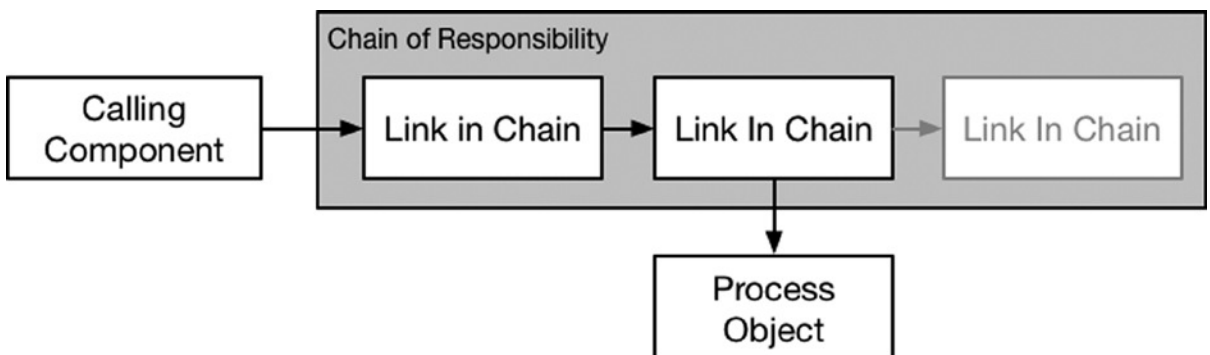 Chain of Responsibility
Calling
Component
Link in Chain
Link In Chain
Link In Chain
Process
Object